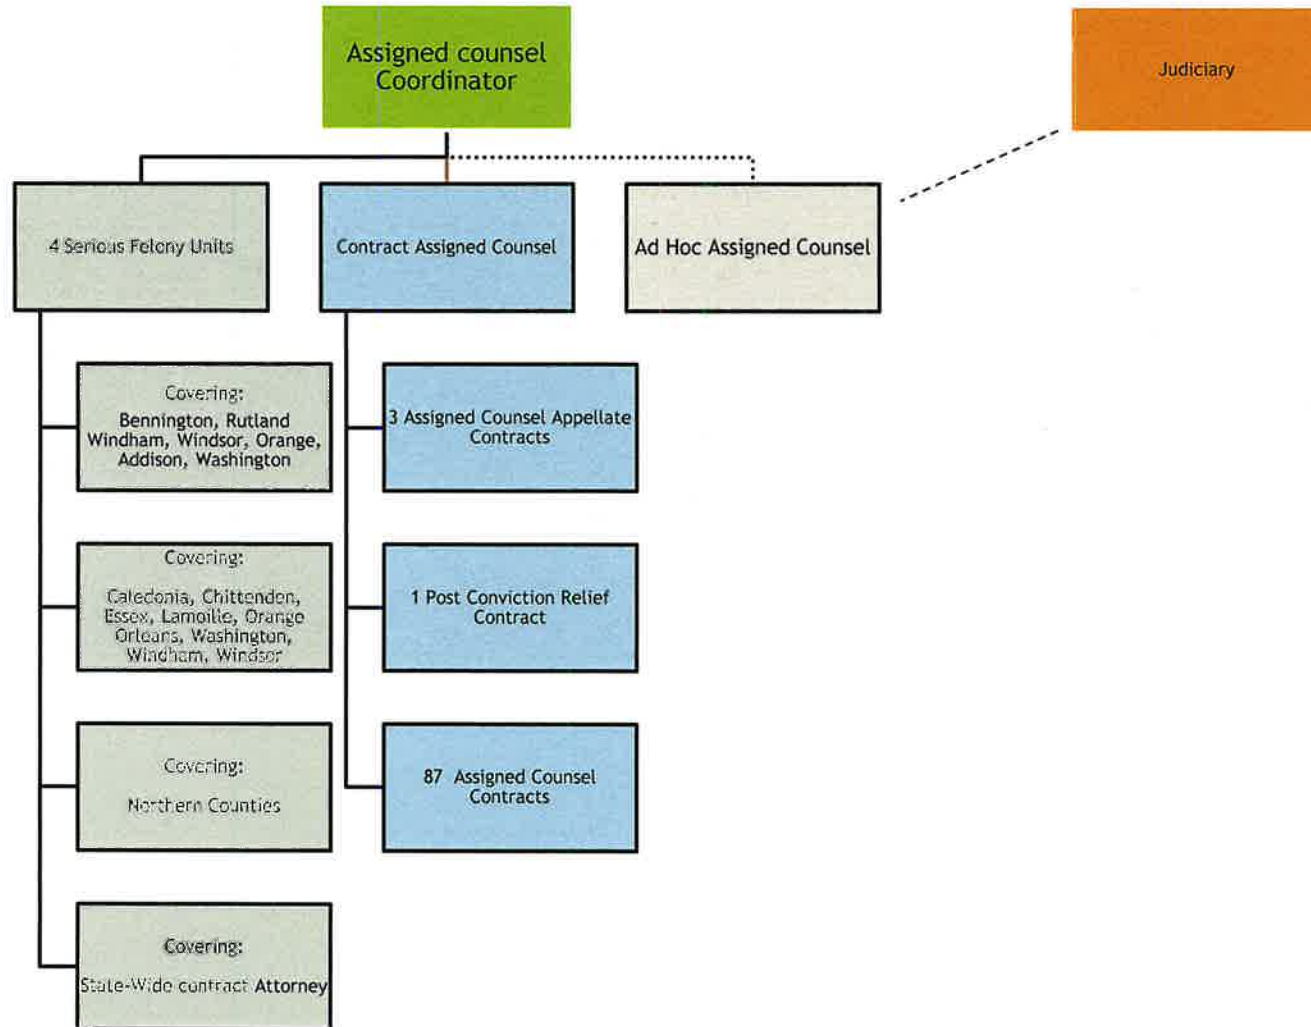 Assigned counsel
Coordinator
Judiciary
4 Serious Felony Units
Contract Assigned Counsel
Ad Hoc Assigned Counsel
Covering:
Bennington, Rutland
Windham, Windsor, Orange,
Addison, Washington
3 Assigned Counsel Appellate
Contracts
Covering:
Caledonia, Chittenden,
Essex, Lamoille, Orange
Orleans, Washington,
Windham, Windsor
1 Post Conviction Relief
Contract
Covering:
Northern Counties
87 Assigned Counsel
Contracts
Covering:
State-Wide contract Attorney